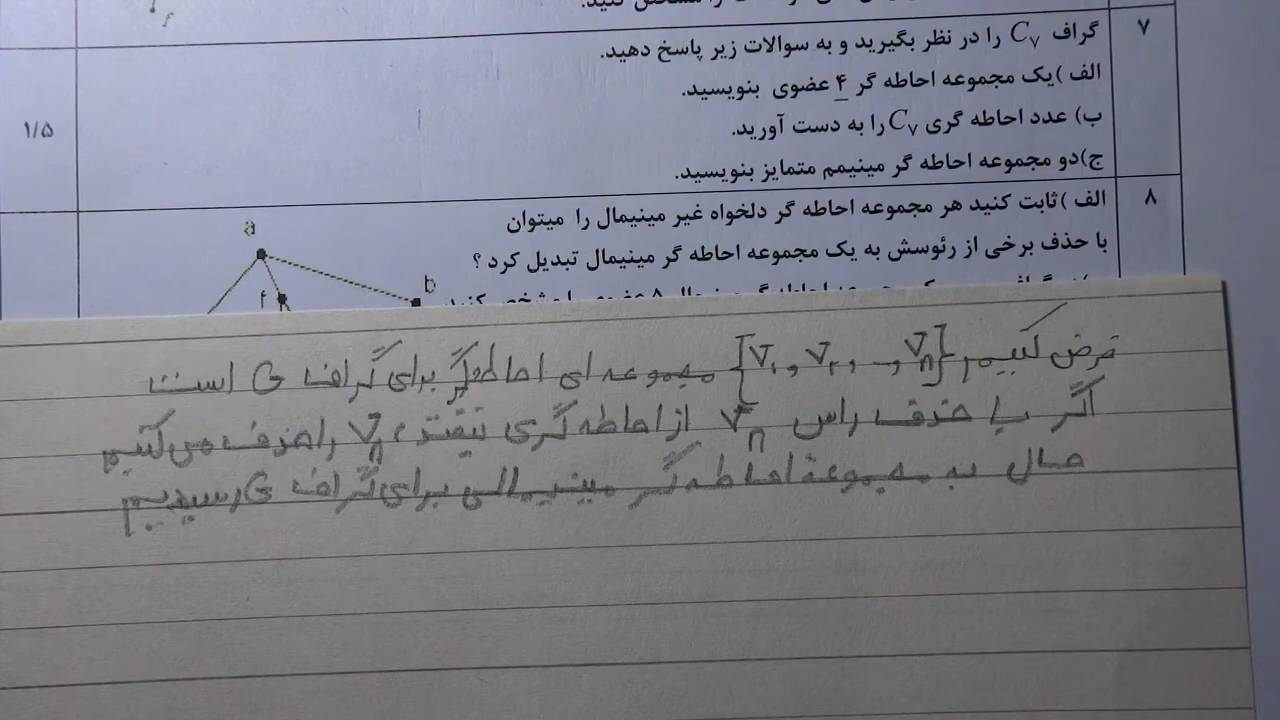 f
۷
گراف C۷ را در نظر بگیرید و به سوالات زیر پاسخ دهید.
الف )یک مجموعه احاطه گر ۴ عضوی بنویسید.
ب) عدد احاطه گری C۷ را به دست آورید.
ج)دو مجموعه احاطه گر مینیمم متمایز بنویسید.
۱/۵
۸
الف )ثابت کنید هر مجموعه احاطه گر دلخواه غیر مینیمال را میتوان
با حذف برخی از رئوسش به یک مجموعه احاطه گر مینیمال تبدیل کرد ؟
a
b
f
فرض کنیم {V۱ , V۲ , … , Vn} مجموعه ای احاطه‌گر برای گراف G است
اگر با حذف راس Vn از احاطه گری نیفتد، Vn را حذف می کنیم
حال به مجموعه احاطه گر مینیمالی برای گراف G رسیدیم.